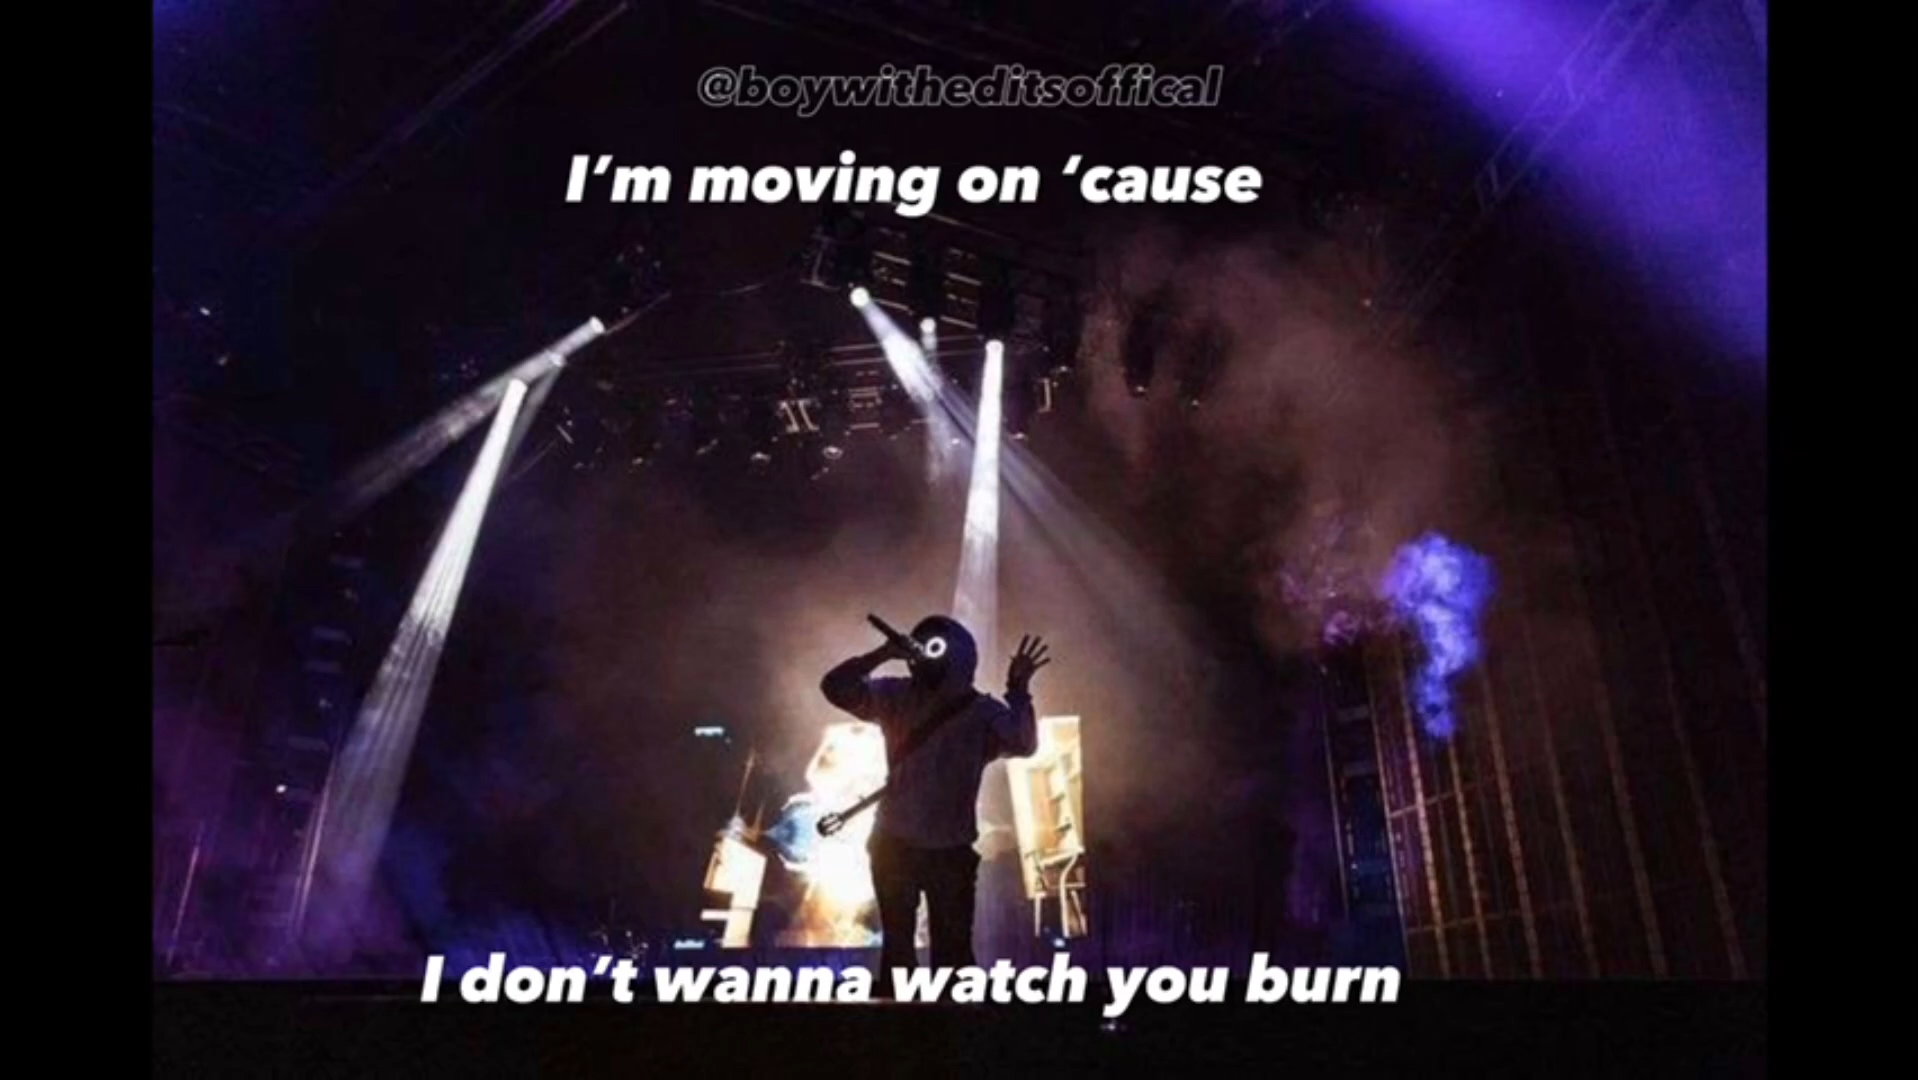 @boywitheditsoffical
I’m moving on ‘cause
I don’t wanna watch you burn